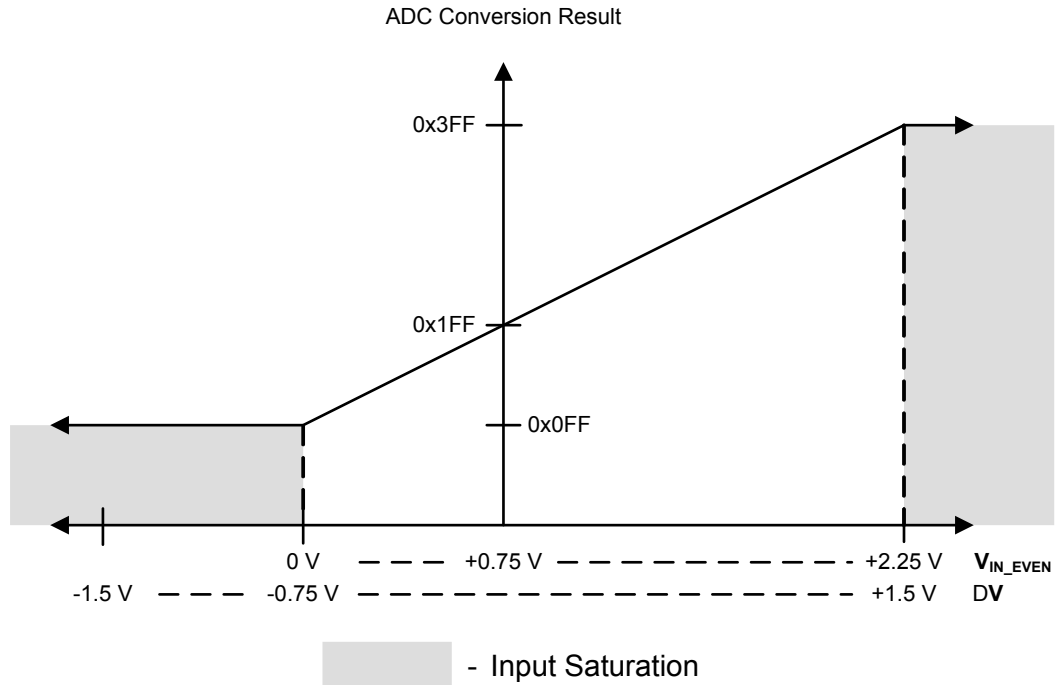 ADC Conversion Result
0x3FF
0x1FF
0x0FF
0 V +0.75 V +2.25 V VIN_EVEN
-1.5 V -0.75 V +1.5 V DV
- Input Saturation